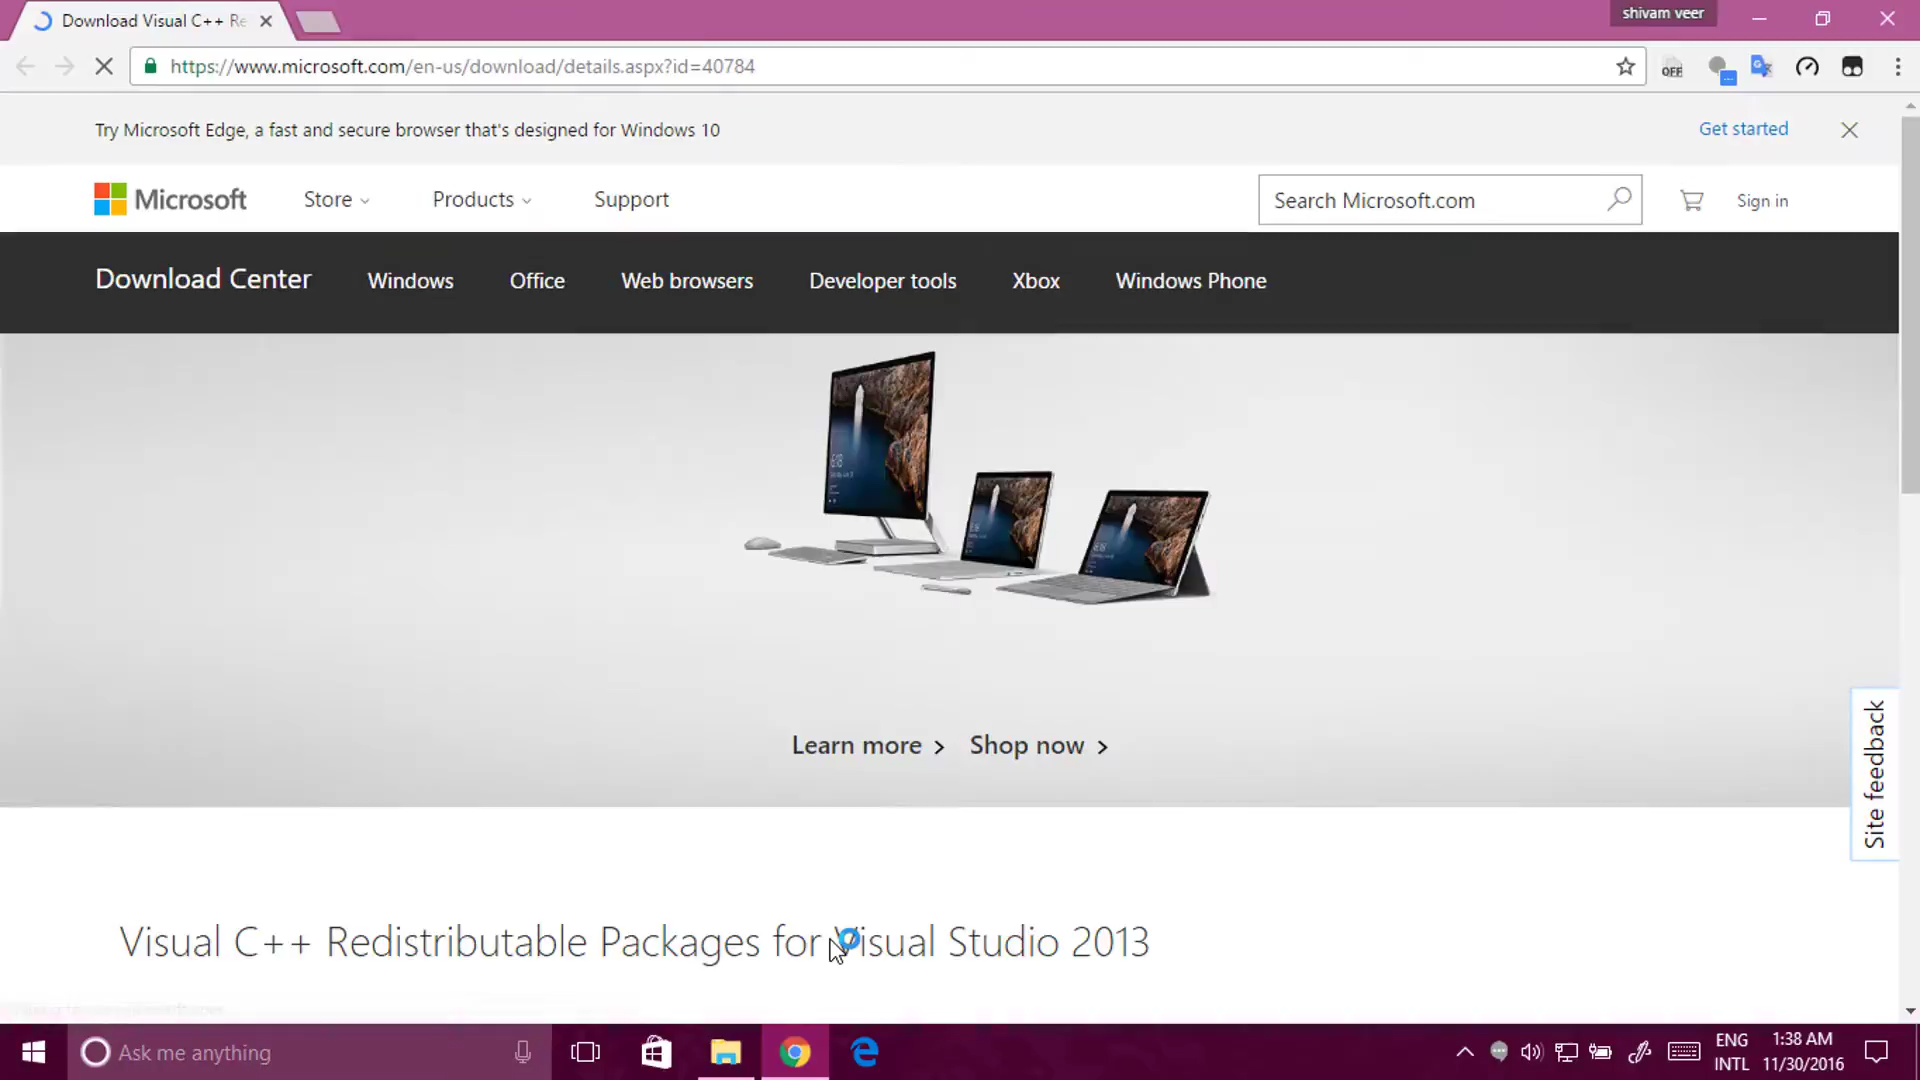 Download Visual C++ Re
shivam veer
https://www.microsoft.com/en-us/download/details.aspx?id=40784
OFF
Try Microsoft Edge, a fast and secure browser that's designed for Windows 10
Get started
Microsoft
Store
Products
Support
Search Microsoft.com
Sign in
Download Center
Windows
Office
Web browsers
Developer tools
Xbox
Windows Phone
Learn more
Shop now
Site feedback
Visual C++ Redistributable Packages for Visual Studio 2013
Ask me anything
ENG
INTL
1:38 AM
11/30/2016